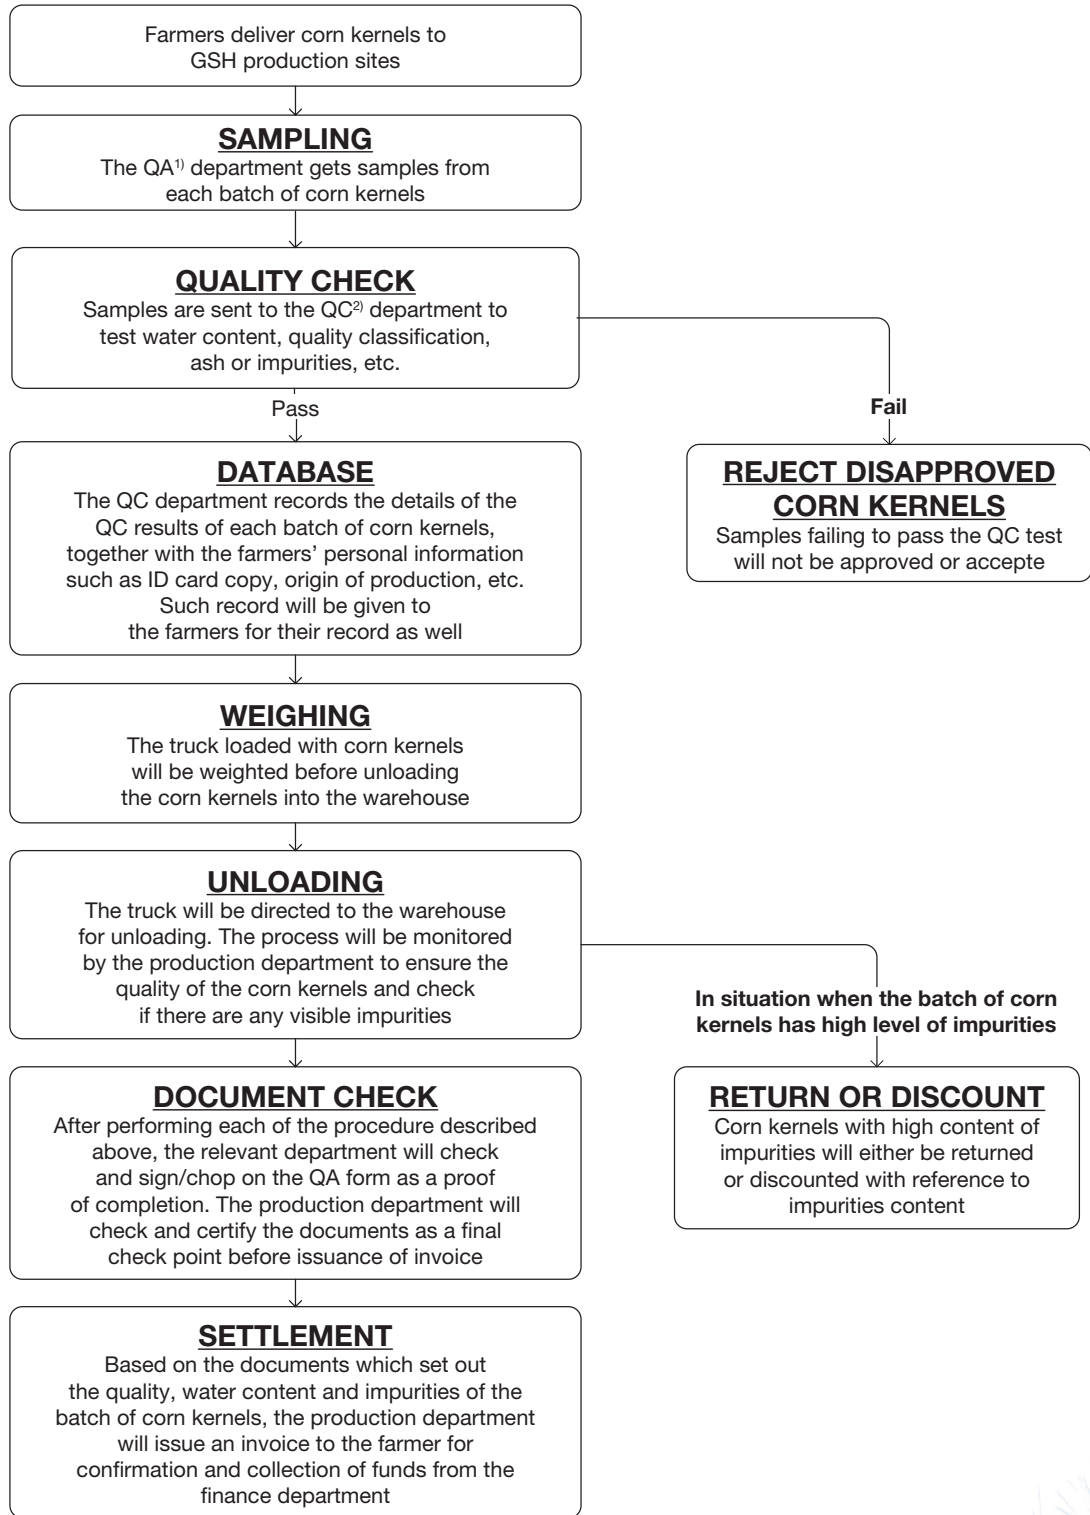 Farmers deliver corn kernels to
GSH production sites
SAMPLING
The QA1) department gets samples from
each batch of corn kernels
QUALITY CHECK
Samples are sent to the QC2) department to
test water content, quality classification,
ash or impurities, etc.
Pass
Fail
DATABASE
The QC department records the details of the
QC results of each batch of corn kernels,
together with the farmers’ personal information
such as ID card copy, origin of production, etc.
Such record will be given to
the farmers for their record as well
REJECT DISAPPROVED
CORN KERNELS
Samples failing to pass the QC test
will not be approved or accepte
WEIGHING
The truck loaded with corn kernels
will be weighted before unloading
the corn kernels into the warehouse
UNLOADING
The truck will be directed to the warehouse
for unloading. The process will be monitored
by the production department to ensure the
quality of the corn kernels and check
if there are any visible impurities
In situation when the batch of corn
kernels has high level of impurities
RETURN OR DISCOUNT
Corn kernels with high content of
impurities will either be returned
or discounted with reference to
impurities content
DOCUMENT CHECK
After performing each of the procedure described
above, the relevant department will check
and sign/chop on the QA form as a proof
of completion. The production department will
check and certify the documents as a final
check point before issuance of invoice
SETTLEMENT
Based on the documents which set out
the quality, water content and impurities of the
batch of corn kernels, the production department
will issue an invoice to the farmer for
confirmation and collection of funds from the
finance department